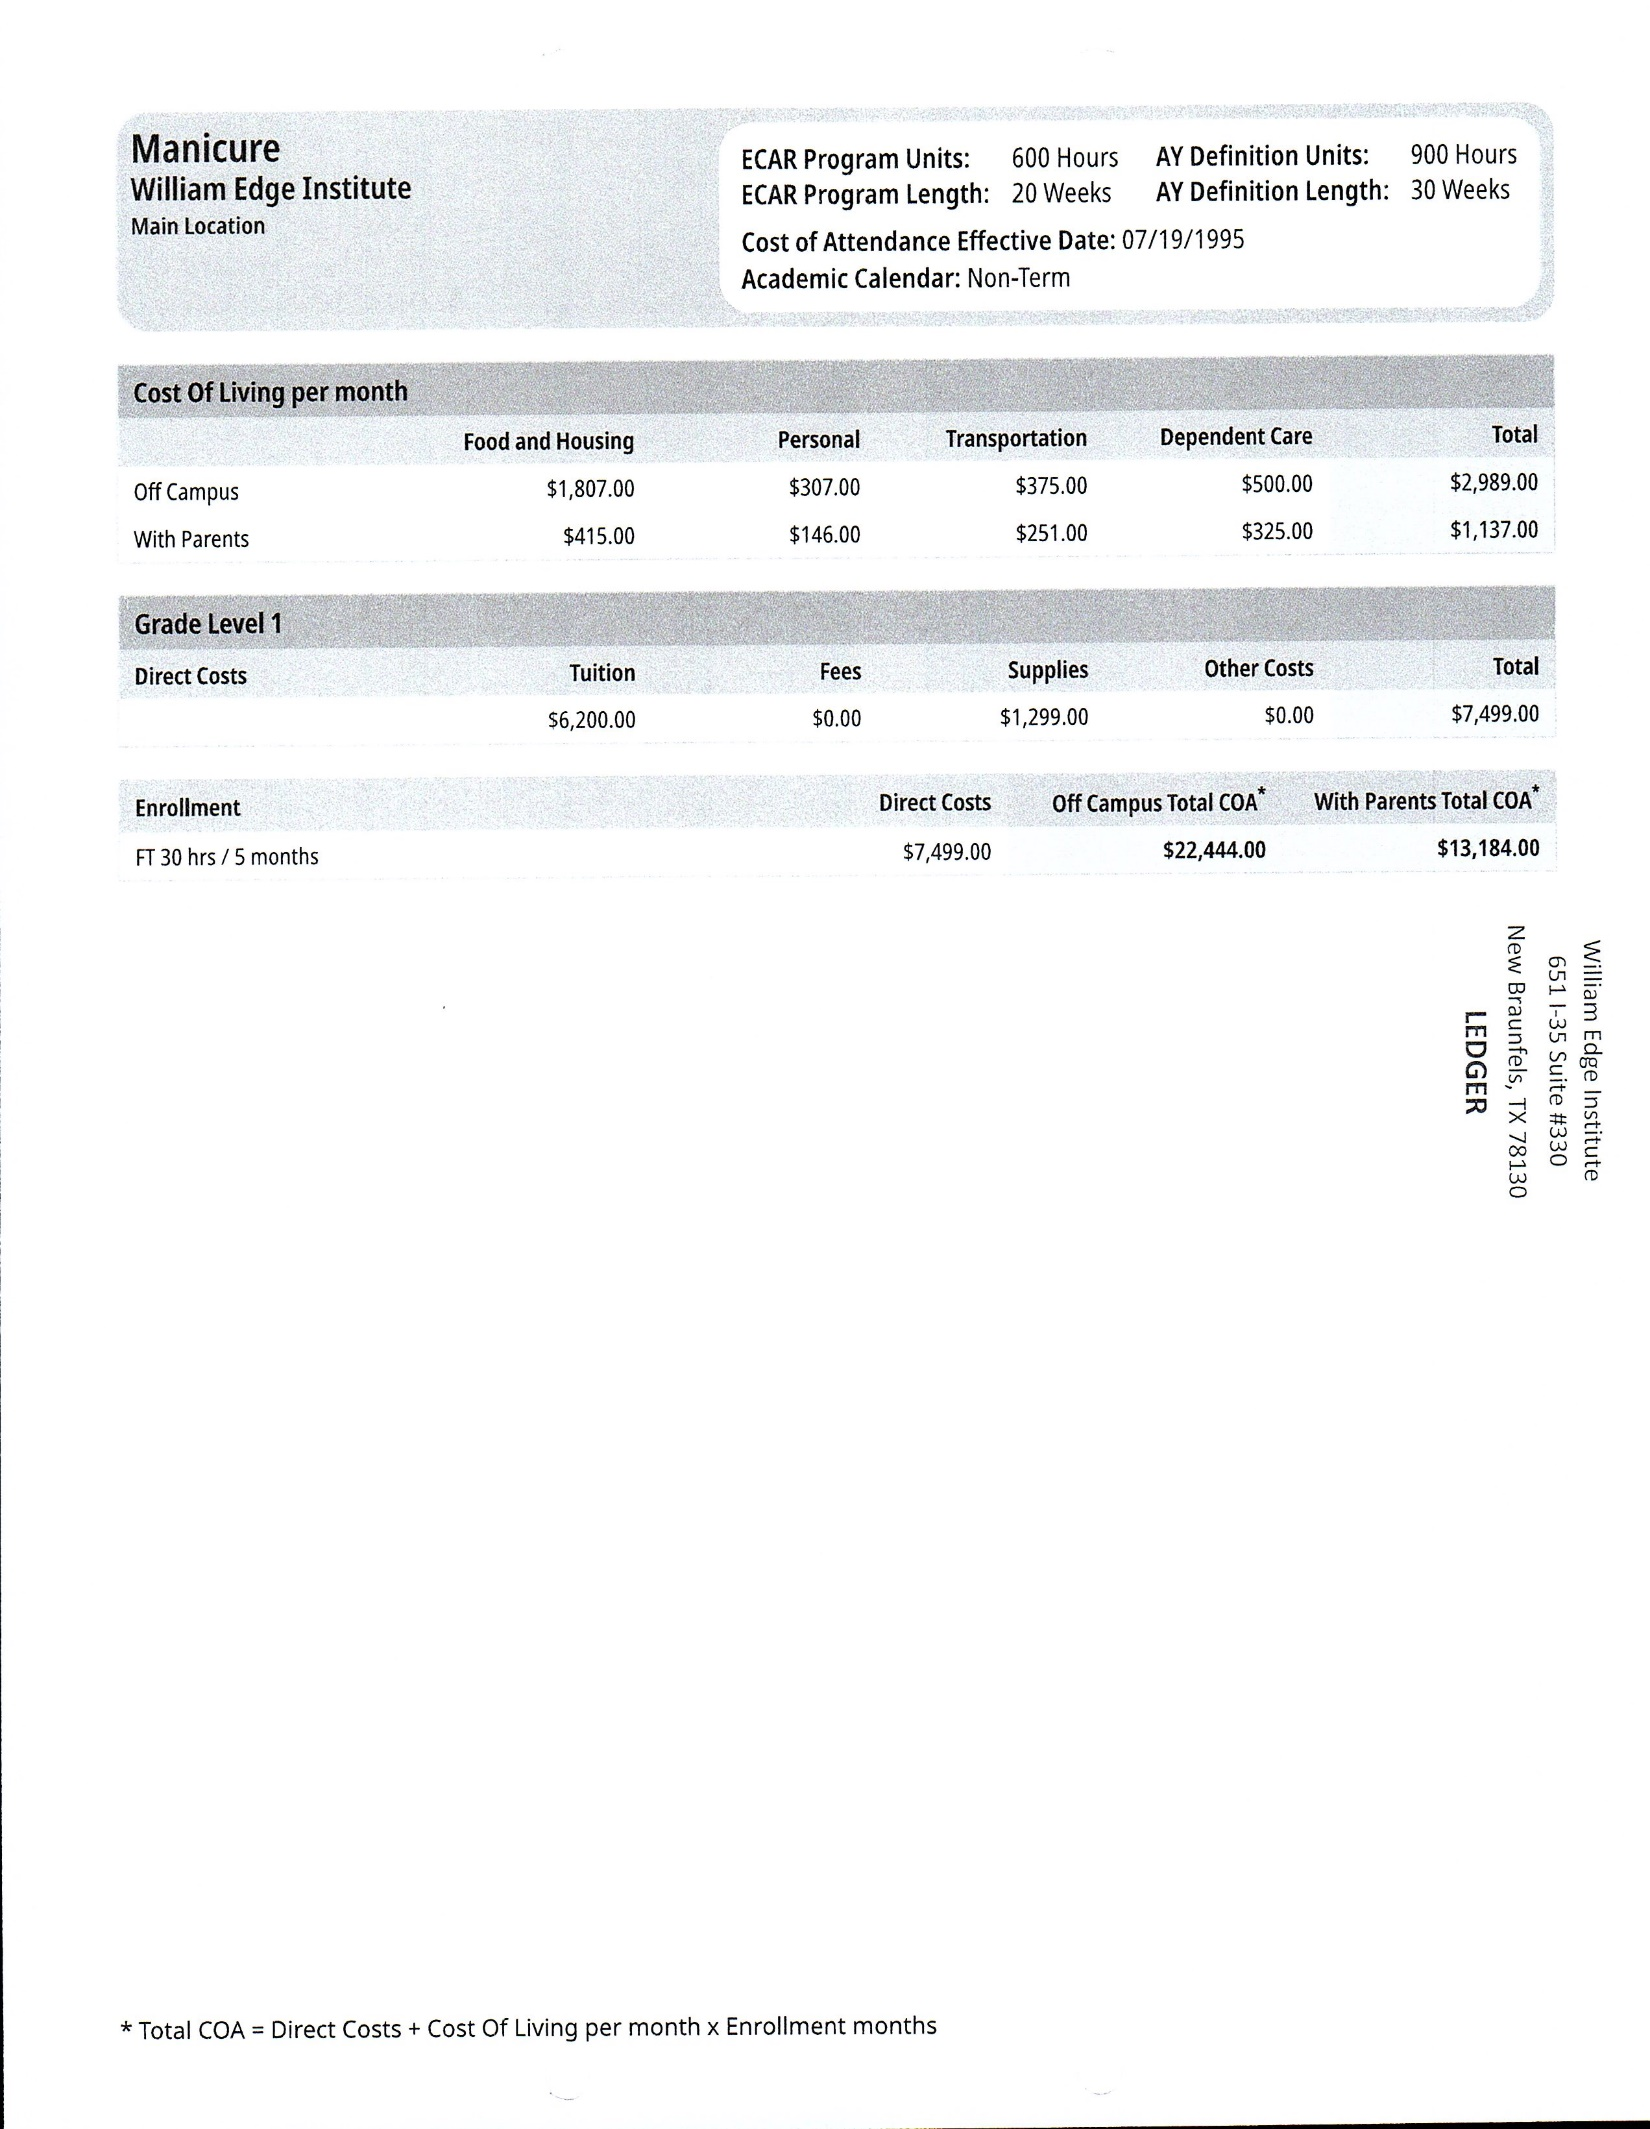 Manicure
William Edge Institute
Main Location
ECAR Program Units: 600 Hours AY Definition Units: 900 Hours
ECAR Program Length: 20 Weeks AY Definition Length: 30 Weeks
Cost of Attendance Effective Date: 07/19/1995
Academic Calendar: Non-Term
Cost Of Living per month
Food and Housing Personal Transportation Dependent Care Total
Off Campus $1,807.00 $307.00 $375.00 $500.00 $2,989.00
With Parents $415.00 $146.00 $251.00 $325.00 $1,137.00
Grade Level 1
Direct Costs Tuition Fees Supplies Other Costs Total
$6,200.00 $0.00 $1,299.00 $0.00 $7,499.00
Enrollment Direct Costs Off Campus Total COA* With Parents Total COA*
FT 30 hrs / 5 months $7,499.00 $22,444.00 $13,184.00
William Edge Institute
651 I-35 Suite #330
New Braunfels, TX 78130
LEDGER
* Total COA = Direct Costs + Cost Of Living per month x Enrollment months